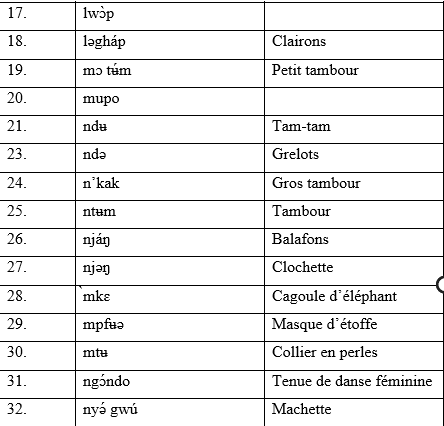 17. lwɔ̀p
18. ləgháp Clairons
19. mɔ tʉ́m Petit tambour
20. mupo
21. ndʉ Tam-tam
23. ndə Grelots
24. n’kak Gros tambour
25. ntʉm Tambour
26. njáŋ Balafons
27. njəŋ Clochette
28. `mkɛ Cagoule d’éléphant
29. mpfʉə Masque d’étoffe
30. mtʉ Collier en perles
31. ngɔ́ndo Tenue de danse féminine
32. nyə́ gwú Machette